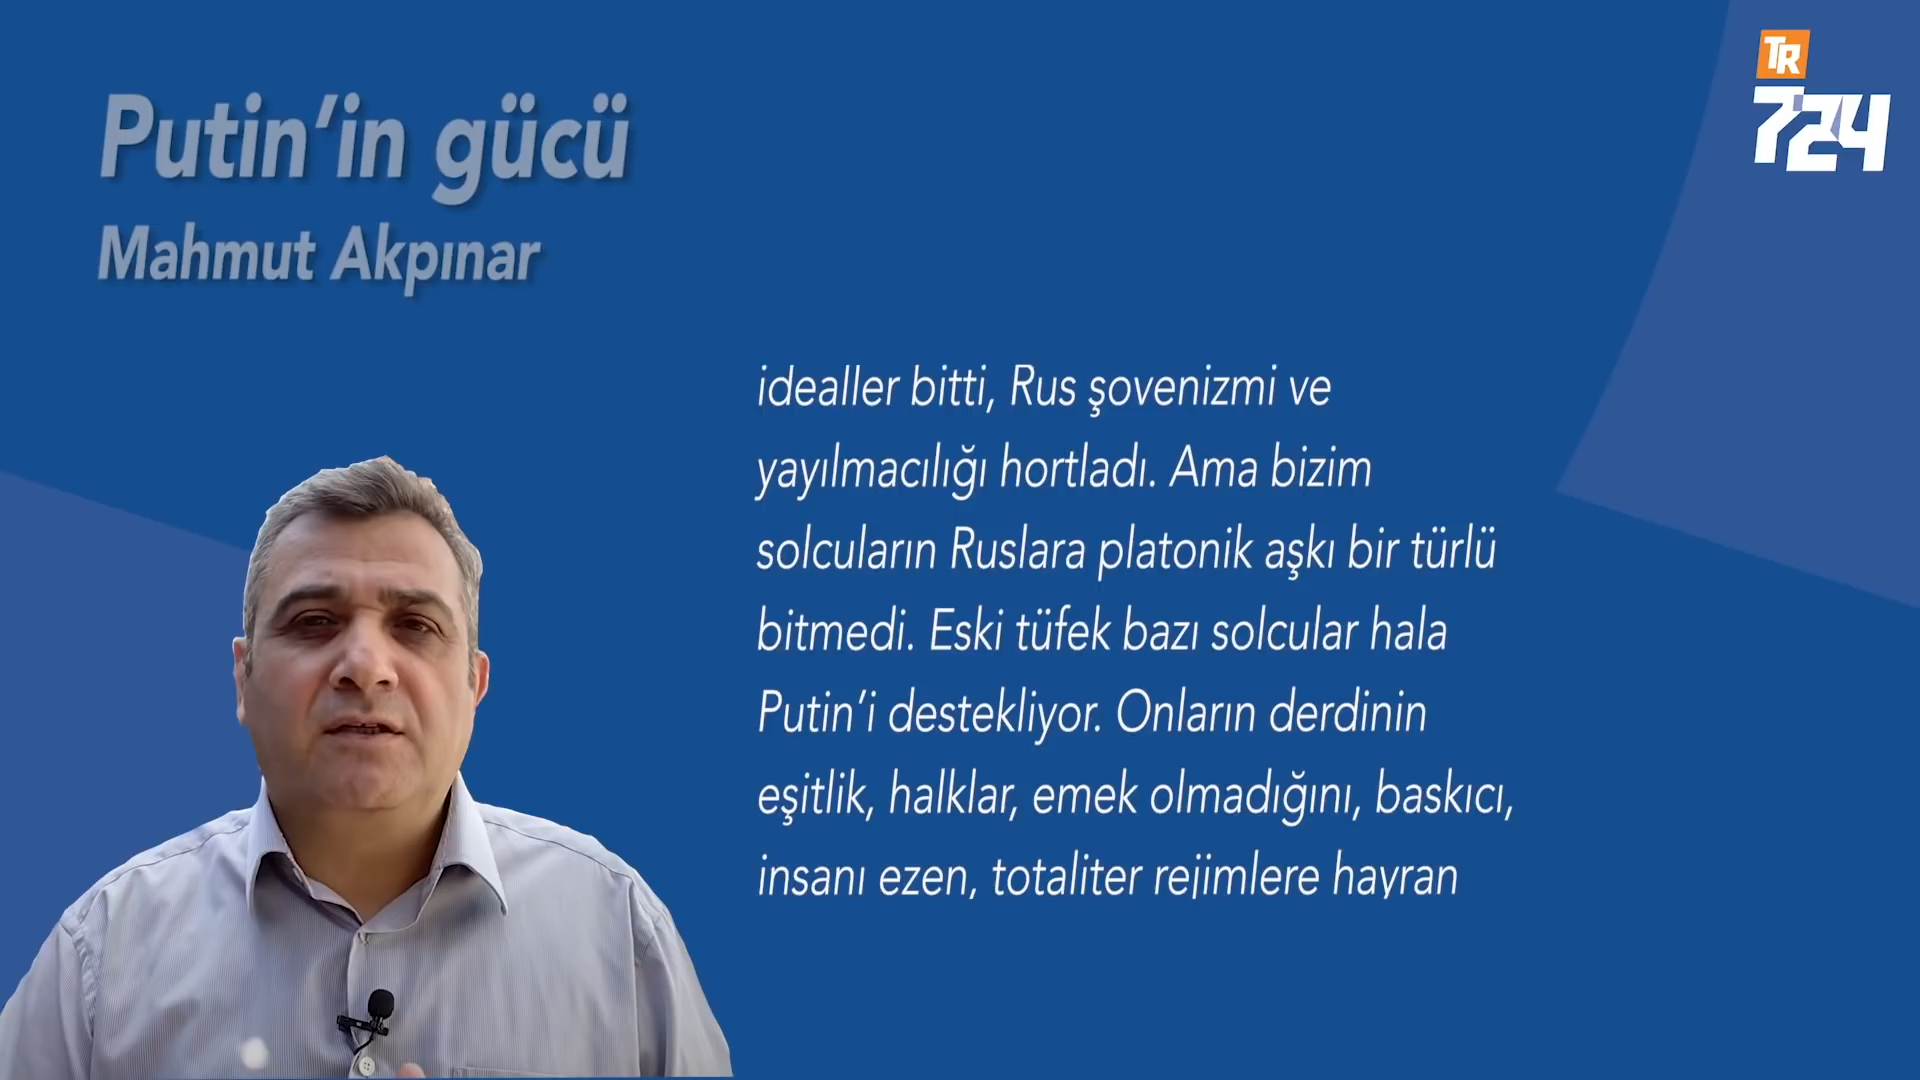 Putin’in gücü
Mahmut Akpınar
TR
724
idealler bitti, Rus şovenizmi ve
yayılmacılığı hortladı. Ama bizim
solcuların Ruslara platonik aşkı bir türlü
bitmedi. Eski tüfek bazı solcular hala
Putin’i destekliyor. Onların derdinin
eşitlik, halklar, emek olmadığını, baskıcı,
insanı ezen, totaliter rejimlere hayran